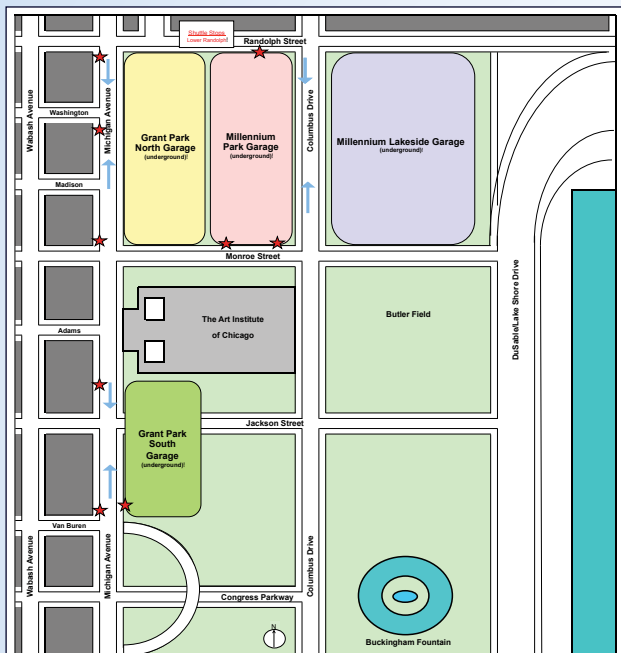 Shuttle Stops
Lower Randolph!
Randolph Street
Wabash Avenue
Michigan Avenue
Columbus Drive
Washington
Grant Park
North Garage
(underground)!
Millennium
Park Garage
(underground)!
Millennium Lakeside Garage
(underground)!
Madison
Monroe Street
DuSable/Lake Shore Drive
The Art Institute
of Chicago
Butler Field
Adams
Jackson Street
Grant Park
South
Garage
(underground)!
Van Buren
Wabash Avenue
Michigan Avenue
Columbus Drive
Congress Parkway
N
Buckingham Fountain